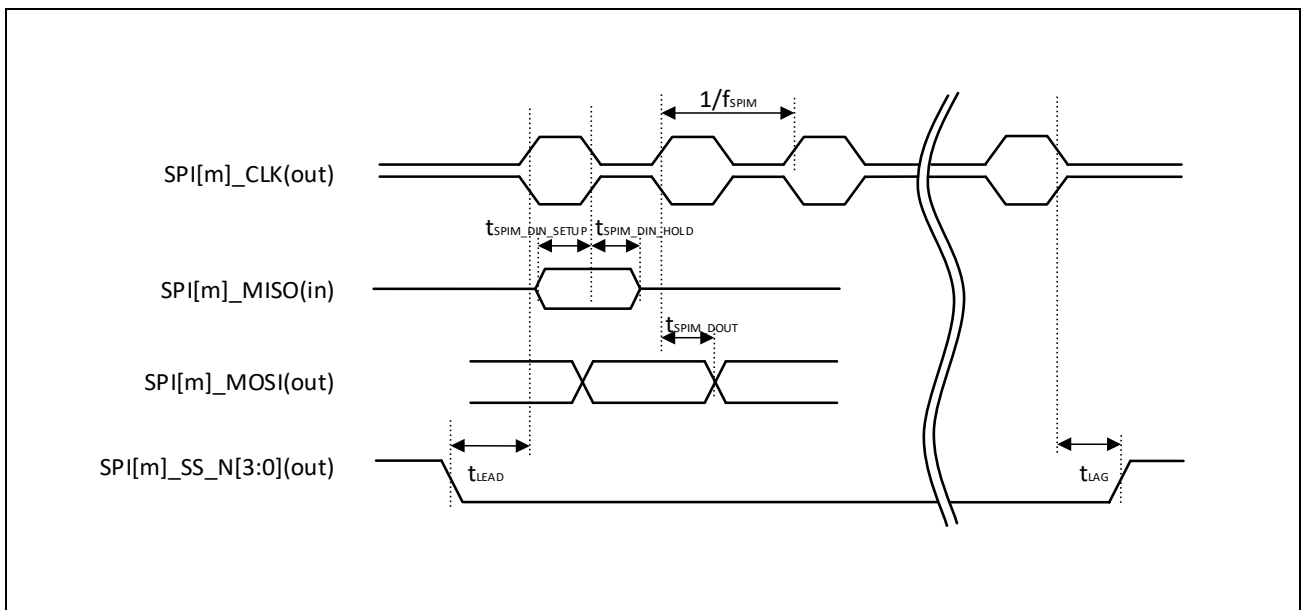 1/fSPIM
SPI[m]_CLK(out)
tSPIM_DIN_SETUP tSPIM_DIN_HOLD
SPI[m]_MISO(in)
tSPIM_DOUT
SPI[m]_MOSI(out)
SPI[m]_SS_N[3:0](out)
tLEAD
tLAG